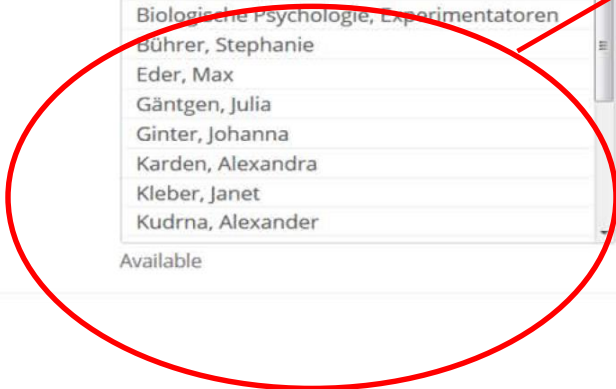 Biologische Psychologie, Experimentatoren
Bührer, Stephanie
Eder, Max
Gäntgen, Julia
Ginter, Johanna
Karden, Alexandra
Kleber, Janet
Kudrna, Alexander
Available